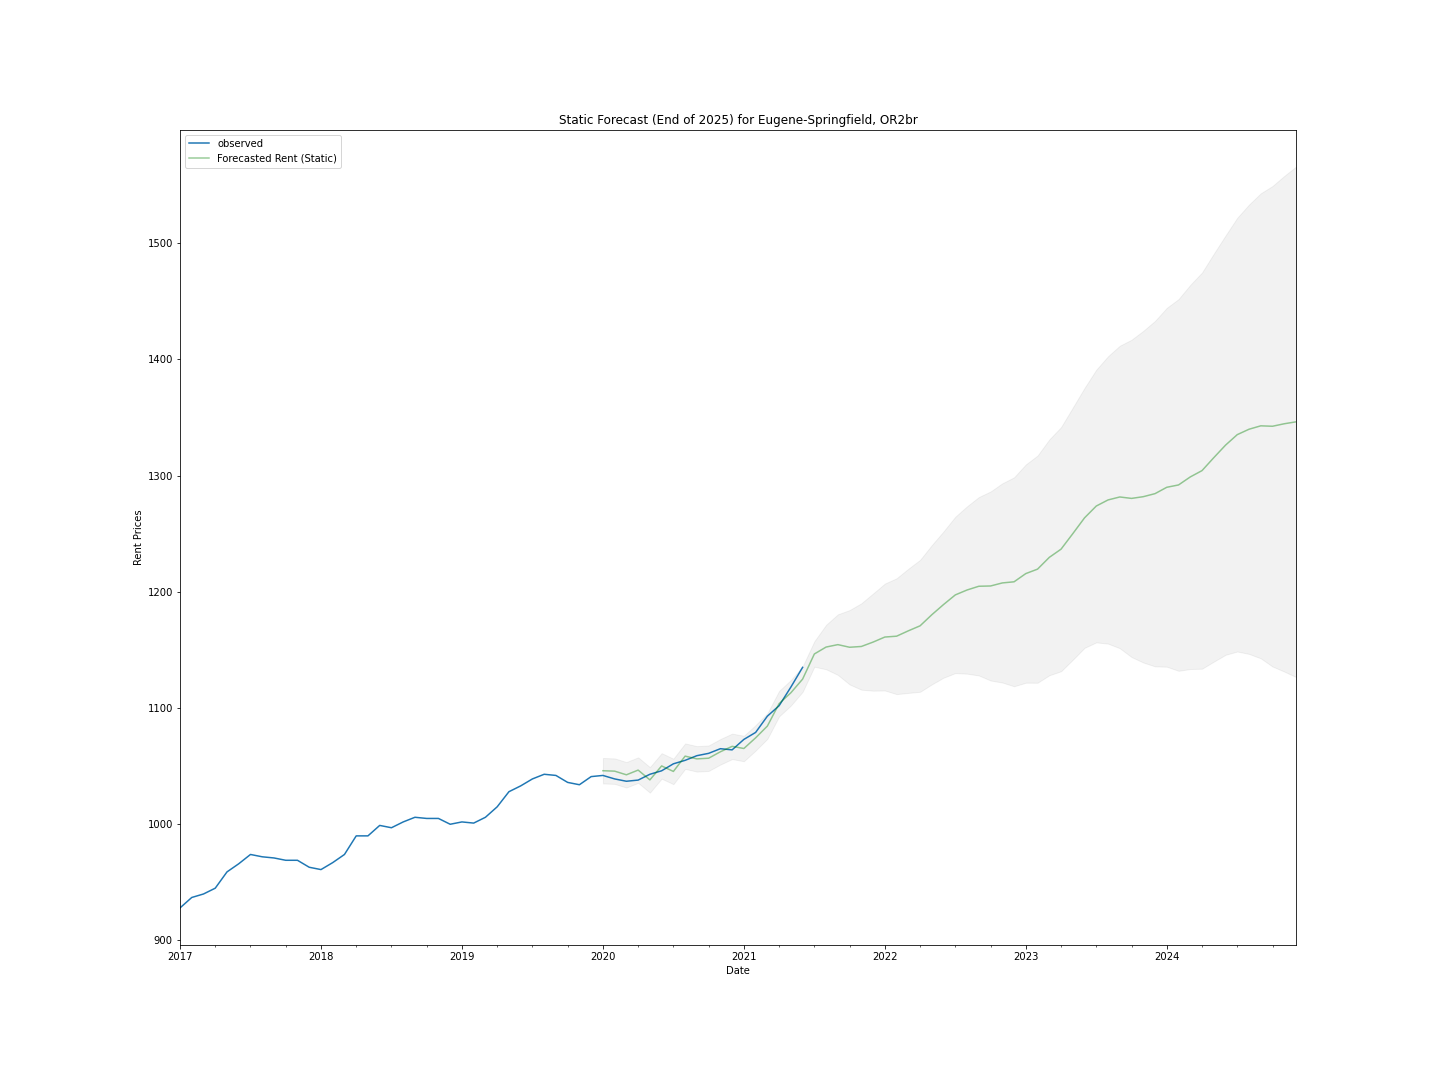 Static Forecast (End of 2025) for Eugene-Springfield, OR2br
observed
Forecasted Rent (Static)
1500
1400
1300
1200
1100
1000
900
Rent Prices
2017 2018 2019 2020 2021 2022 2023 2024
Date